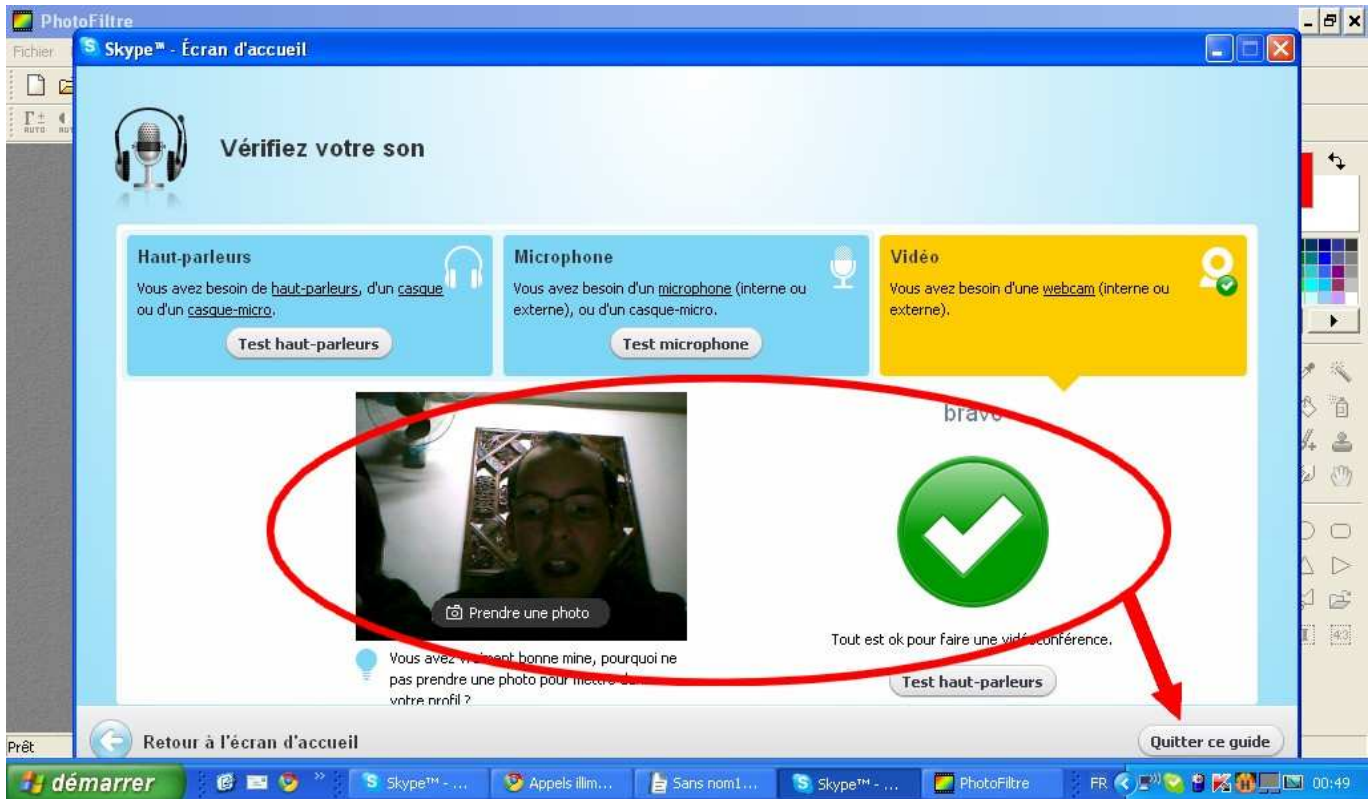 PhotoFiltre
Fichier
Skype™ - Écran d'accueil
Vérifiez votre son
Haut-parleurs
Vous avez besoin de haut-parleurs, d'un casque
ou d'un casque-micro.
Test haut-parleurs
Microphone
Vous avez besoin d'un microphone (interne ou
externe), ou d'un casque-micro.
Test microphone
Vidéo
Vous avez besoin d'une webcam (interne ou
externe).
bravo
Prendre une photo
Vous avez vraiment bonne mine, pourquoi ne
pas prendre une photo pour mettre
votre profil ?
Tout est ok pour faire une vidéoconférence.
Test haut-parleurs
Retour à l'écran d'accueil
Quitter ce guide
Prêt
démarrer
Skype™ - ...
Appels illim...
Sans nom1...
Skype™ - ...
PhotoFiltre
FR
00:49